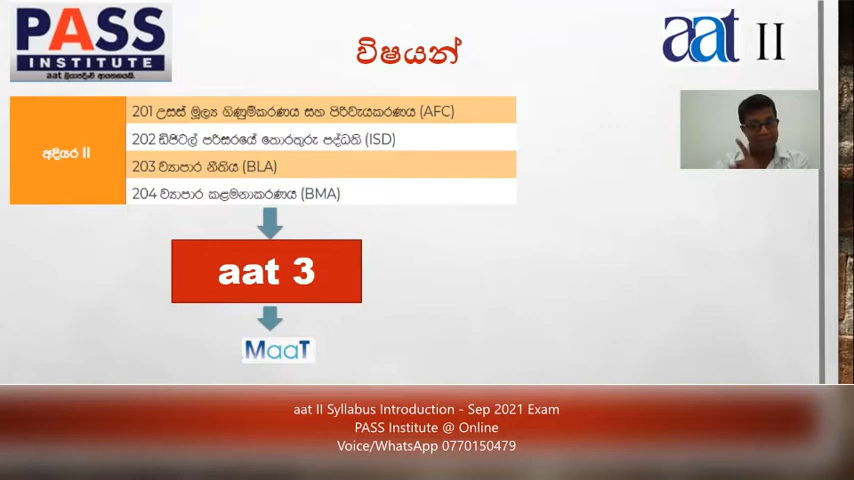 PASS
INSTITUTE
විෂයන්
aat II
අදියර II
201 උසස් මූල්‍ය ගිණුම්කරණය සහ පිරිවැයකරණය (AFC)
202 ඩිජිටල් පරිසරයේ තොරතුරු පද්ධති (ISD)
203 ව්‍යාපාර නීතිය (BLA)
204 ව්‍යාපාර කළමනාකරණය (BMA)
aat 3
MaaT
aat II Syllabus Introduction - Sep 2021 Exam
PASS Institute @ Online
Voice/WhatsApp 0770150479